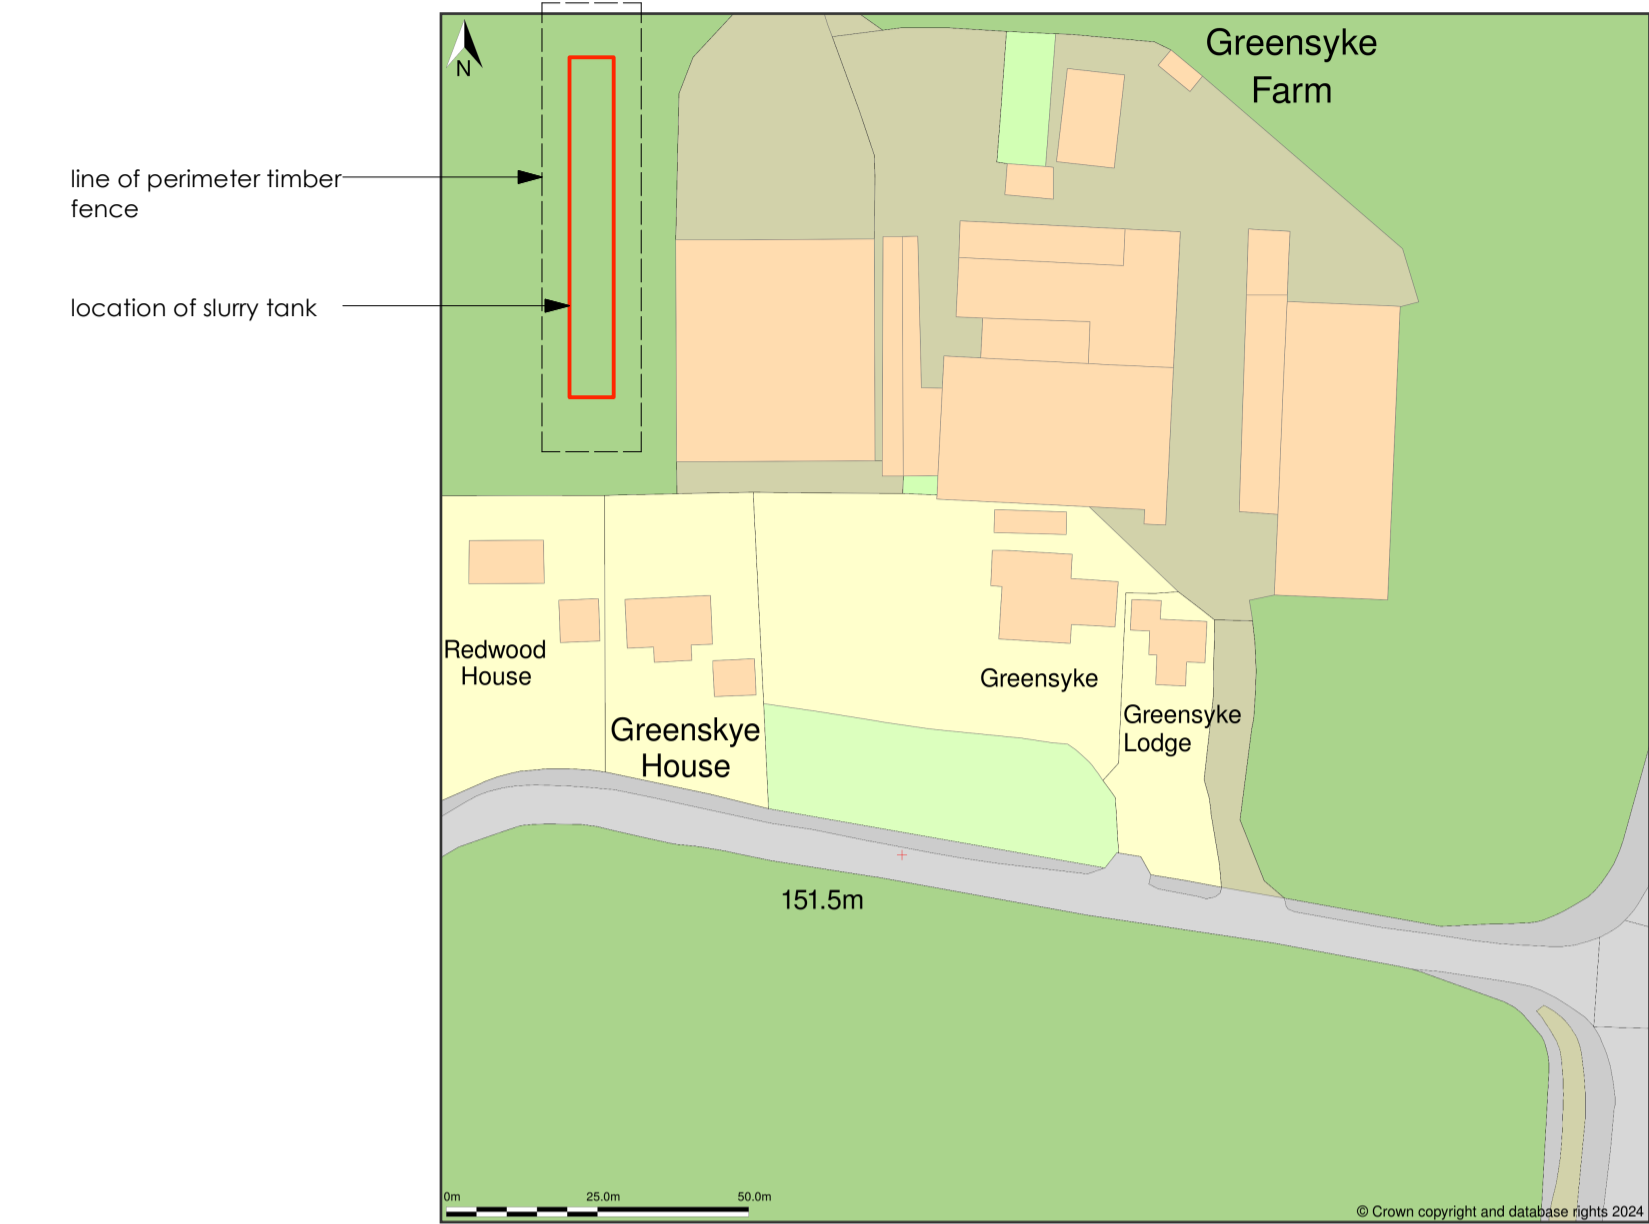 Greensyke
Farm
N
line of perimeter timber
fence
location of slurry tank
Redwood
House
Greensyke
Greenskye
House
Greensyke
Lodge
151.5m
0m 25.0m 50.0m
© Crown copyright and database rights 2024